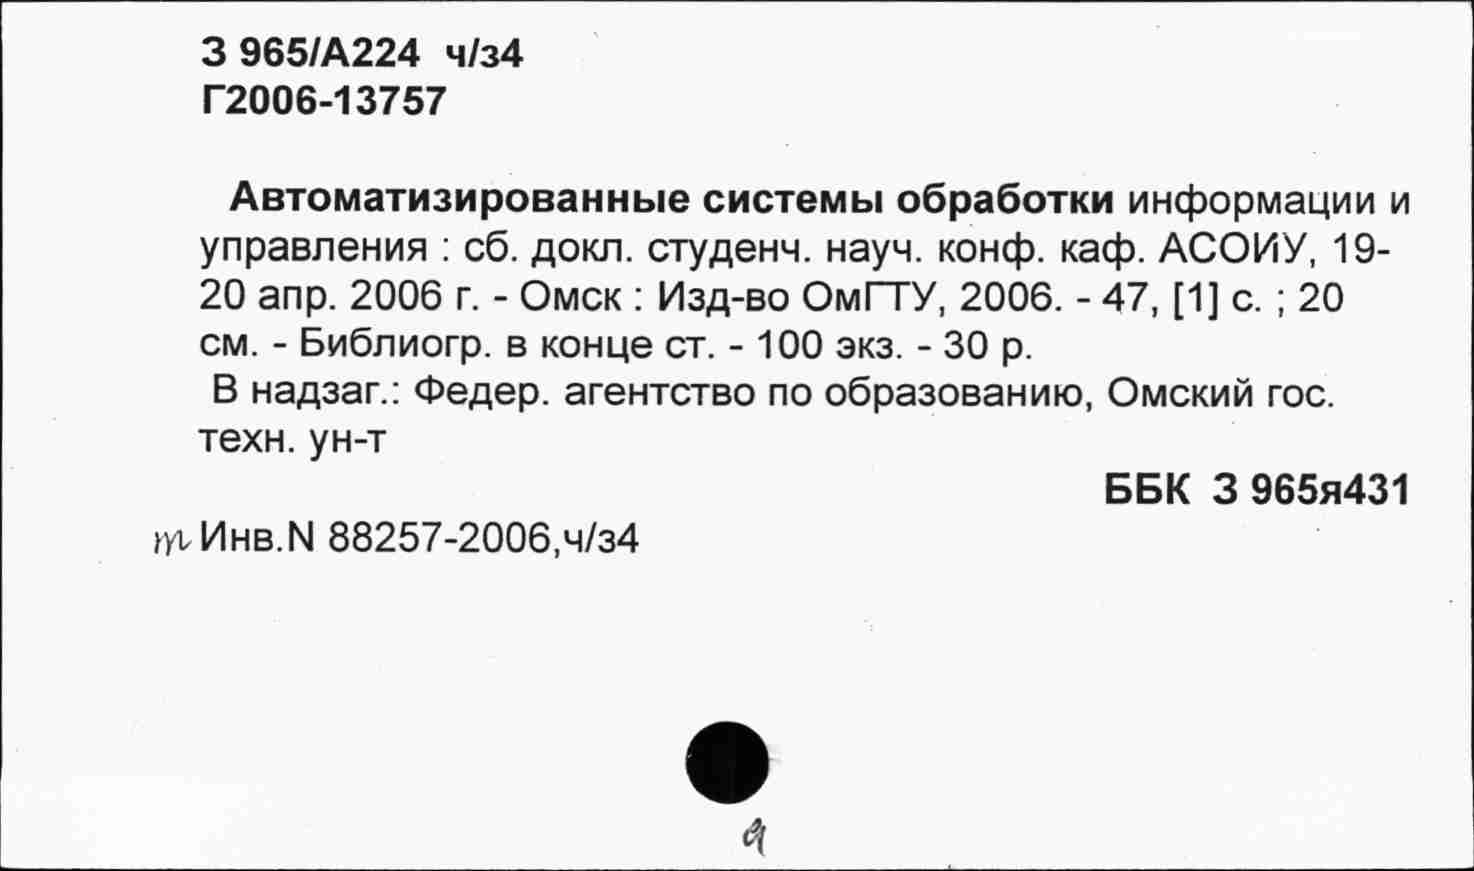 З 965/А224 ч/з4
Г2006-13757
Автоматизированные системы обработки информации и
управления : сб. докл. студенч. науч. конф. каф. АСОИУ, 19-
20 апр. 2006 г. - Омск : Изд-во ОмГТУ, 2006. - 47, [1] с. ; 20
см. - Библиогр. в конце ст. - 100 экз. - 30 р.
В надзаг.: Федер. агентство по образованию, Омский гос.
техн. ун-т
ББК З 965я431
т Инв.N 88257-2006,ч/з4